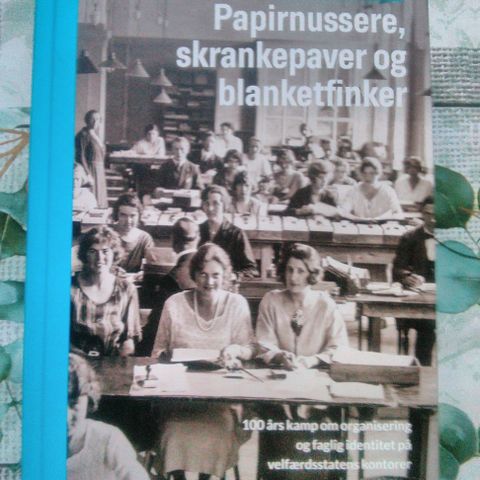 Papirnussere,
skrankepaver og
blanketfinker
100 års kamp om organisering
og faglig identitet på
velfærdsstatens kontorer